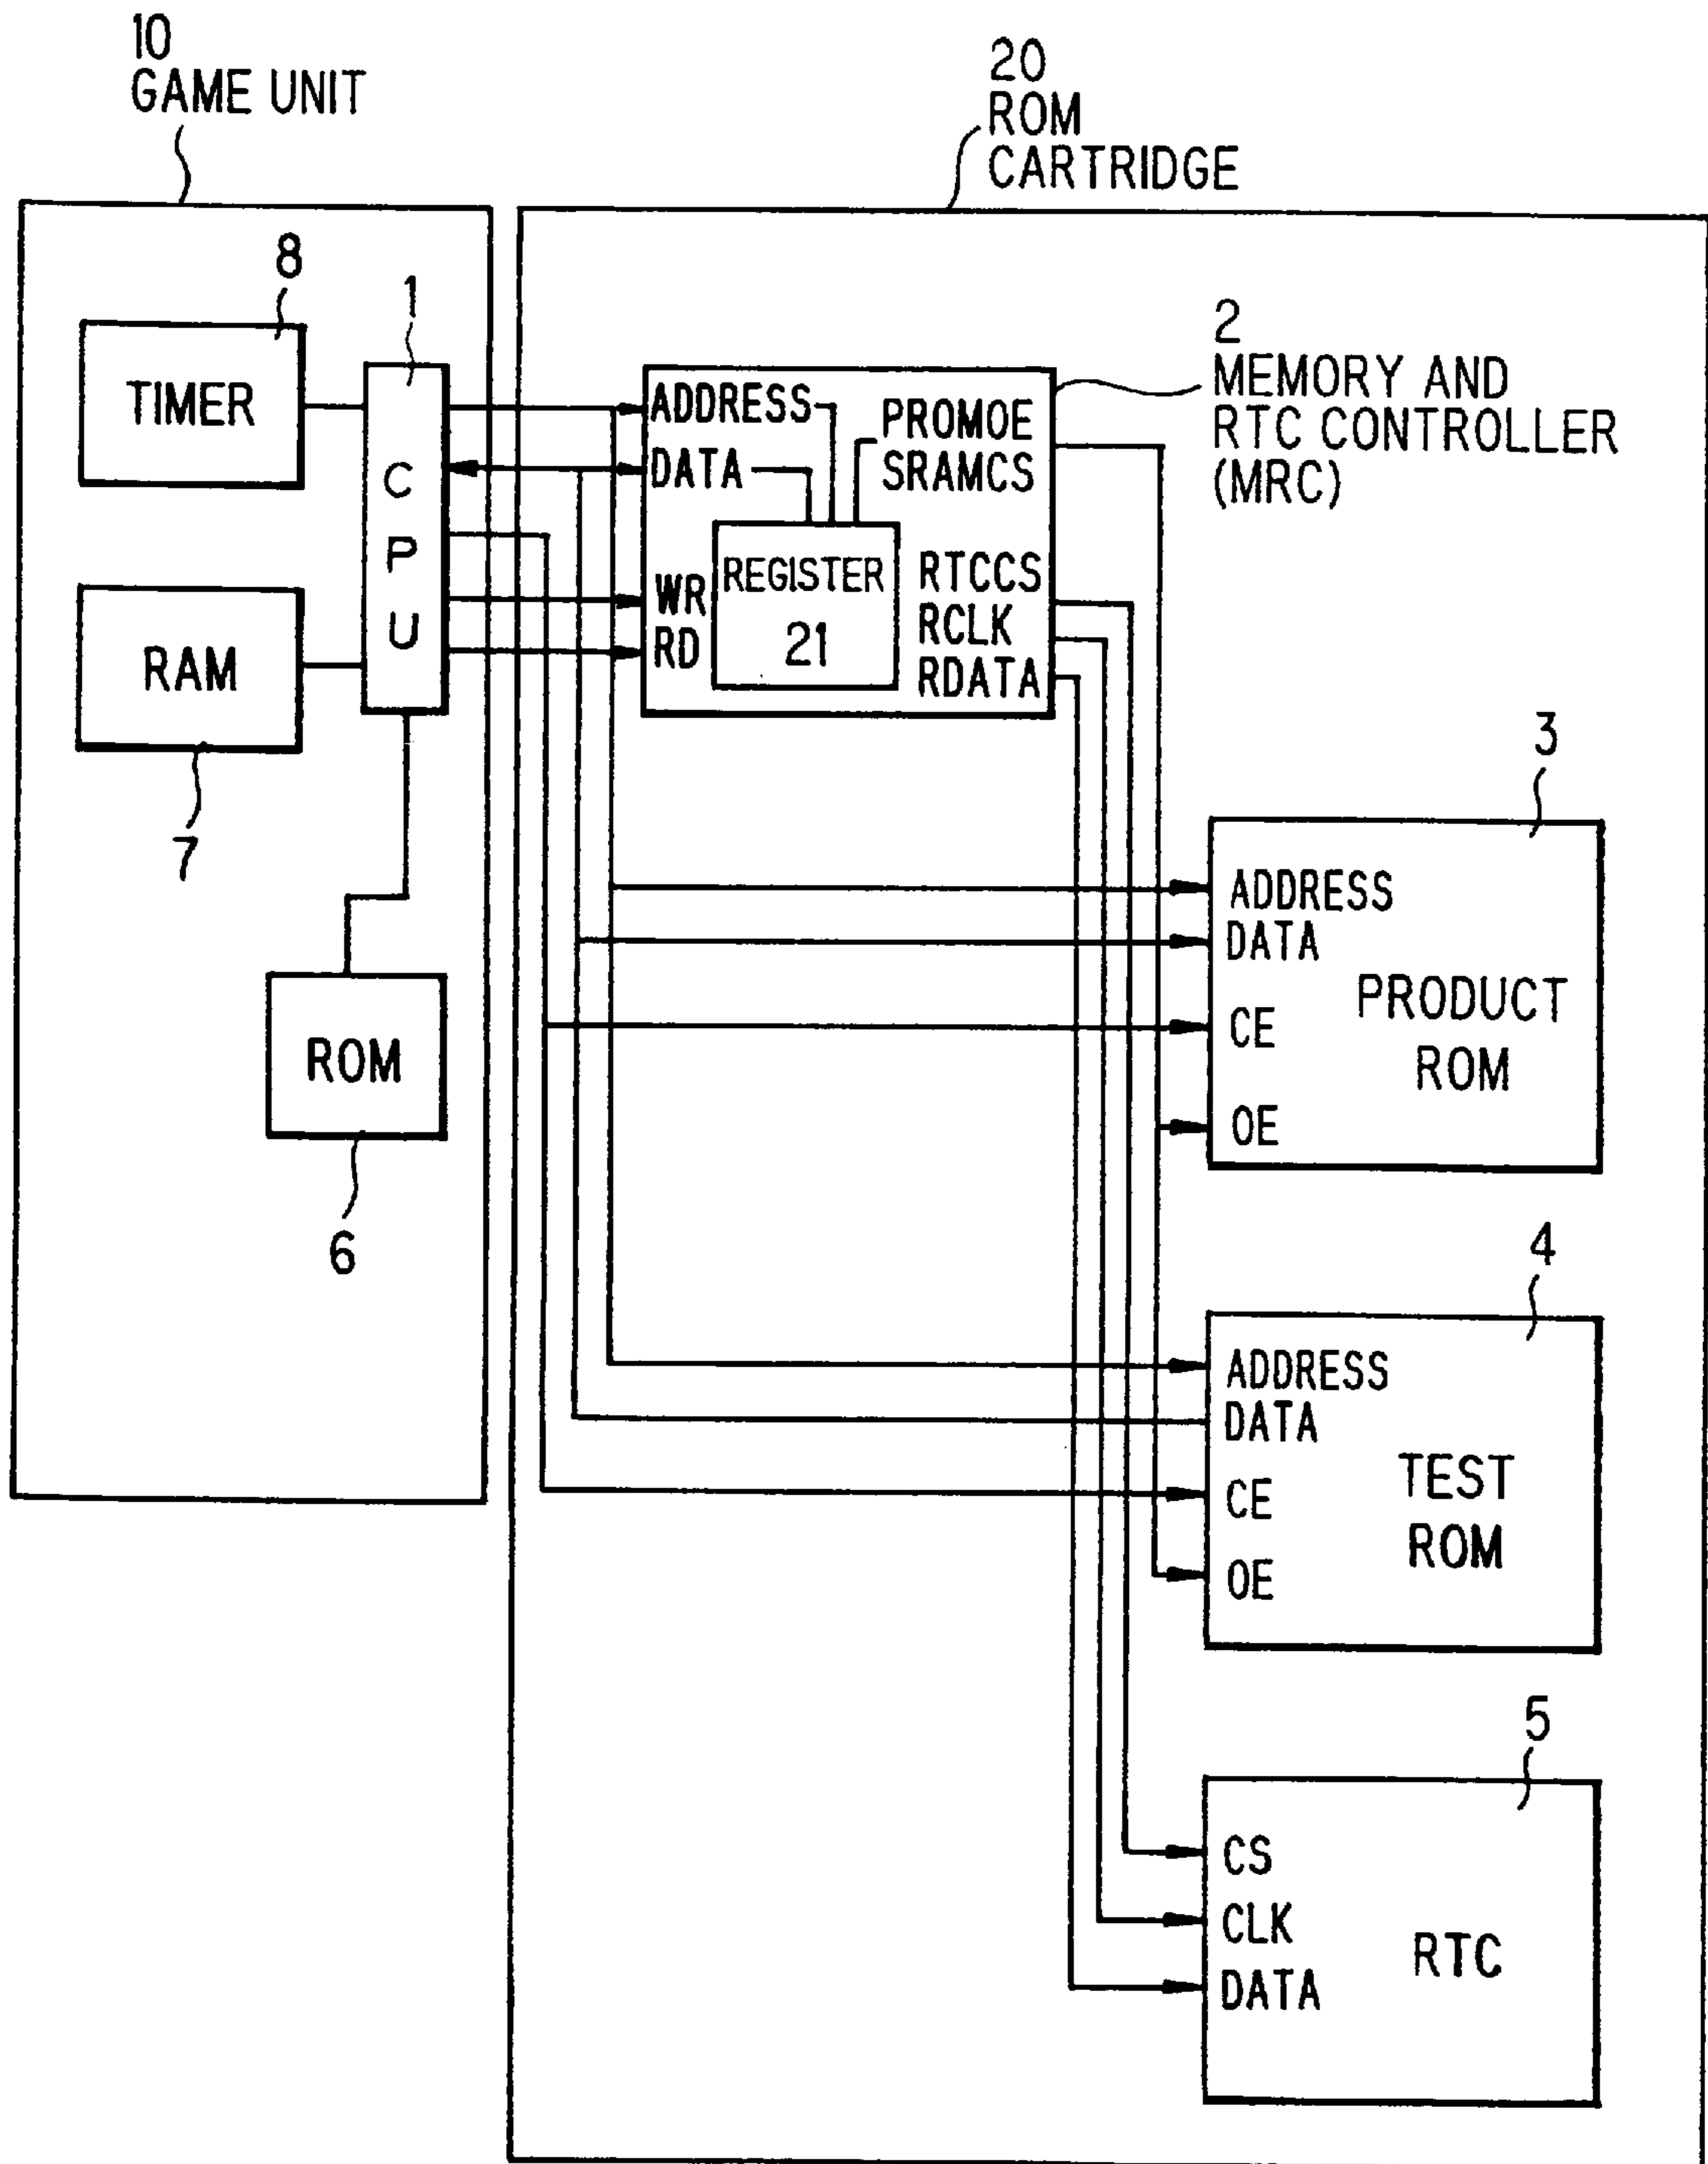 10
GAME UNIT
20
ROM
CARTRIDGE
8
TIMER
1
C
P
U
RAM
7
ROM
6
2
MEMORY AND
RTC CONTROLLER
(MRC)
ADDRESS
DATA
WR
RD
REGISTER
21
PROMOE
SRAMCS
RTCCS
RCLK
RDATA
3
ADDRESS
DATA
CE
OE
PRODUCT
ROM
4
ADDRESS
DATA
CE
OE
TEST
ROM
5
CS
CLK
DATA
RTC